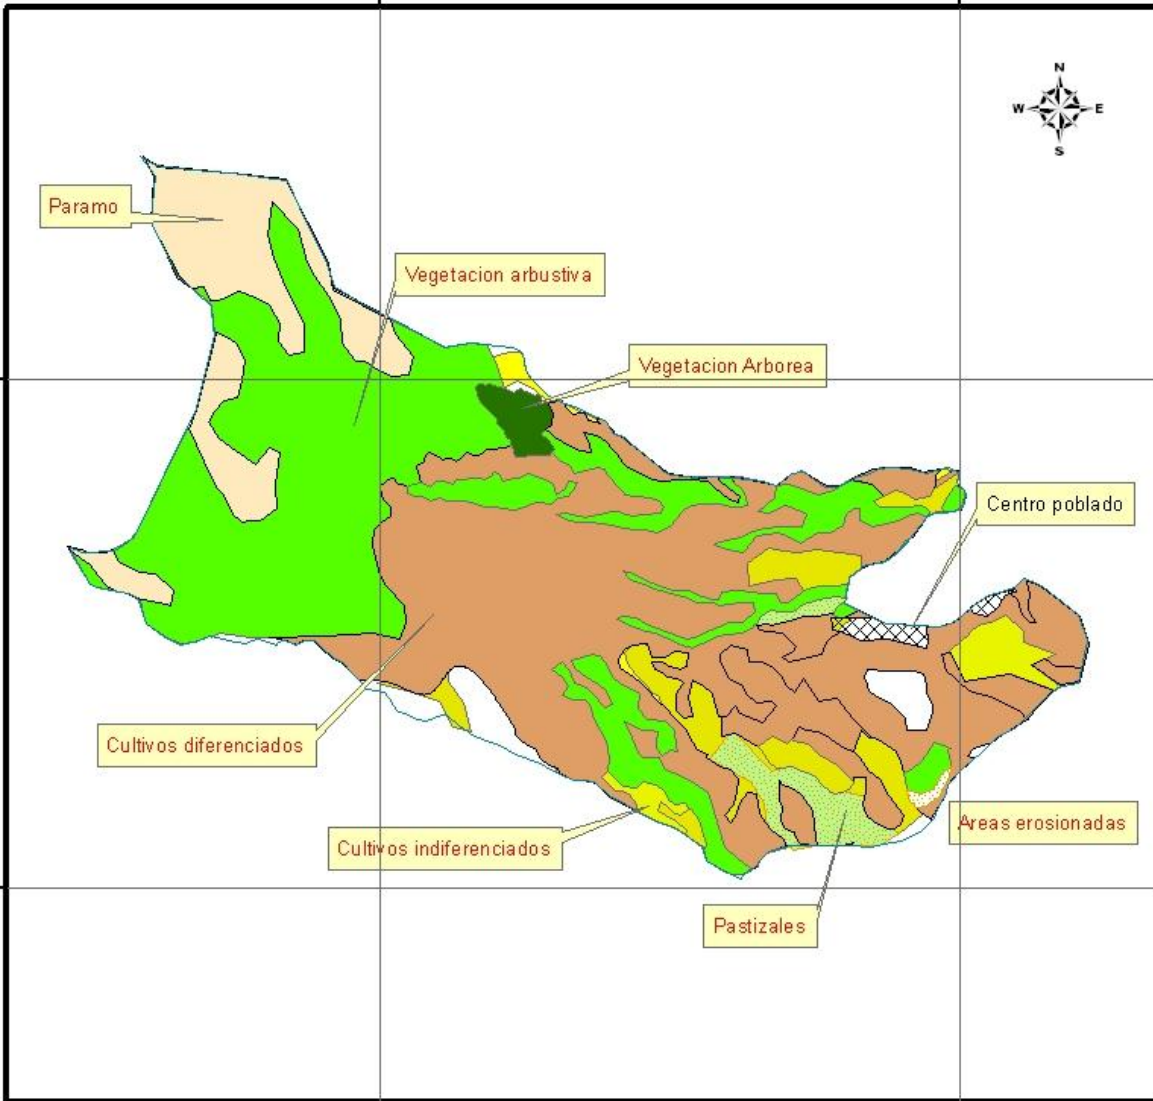 N
W E
S
Paramo
Vegetacion arbustiva
Vegetacion Arborea
Centro poblado
Cultivos diferenciados
Areas erosionadas
Cultivos indiferenciados
Pastizales